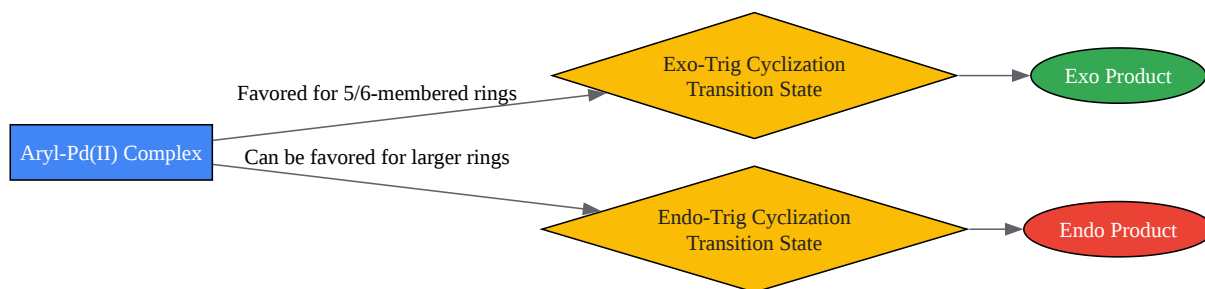 Exo-Trig Cyclization
Transition State
Exo Product
Favored for 5/6-membered rings
Aryl-Pd(II) Complex
Can be favored for larger rings
Endo-Trig Cyclization
Transition State
Endo Product